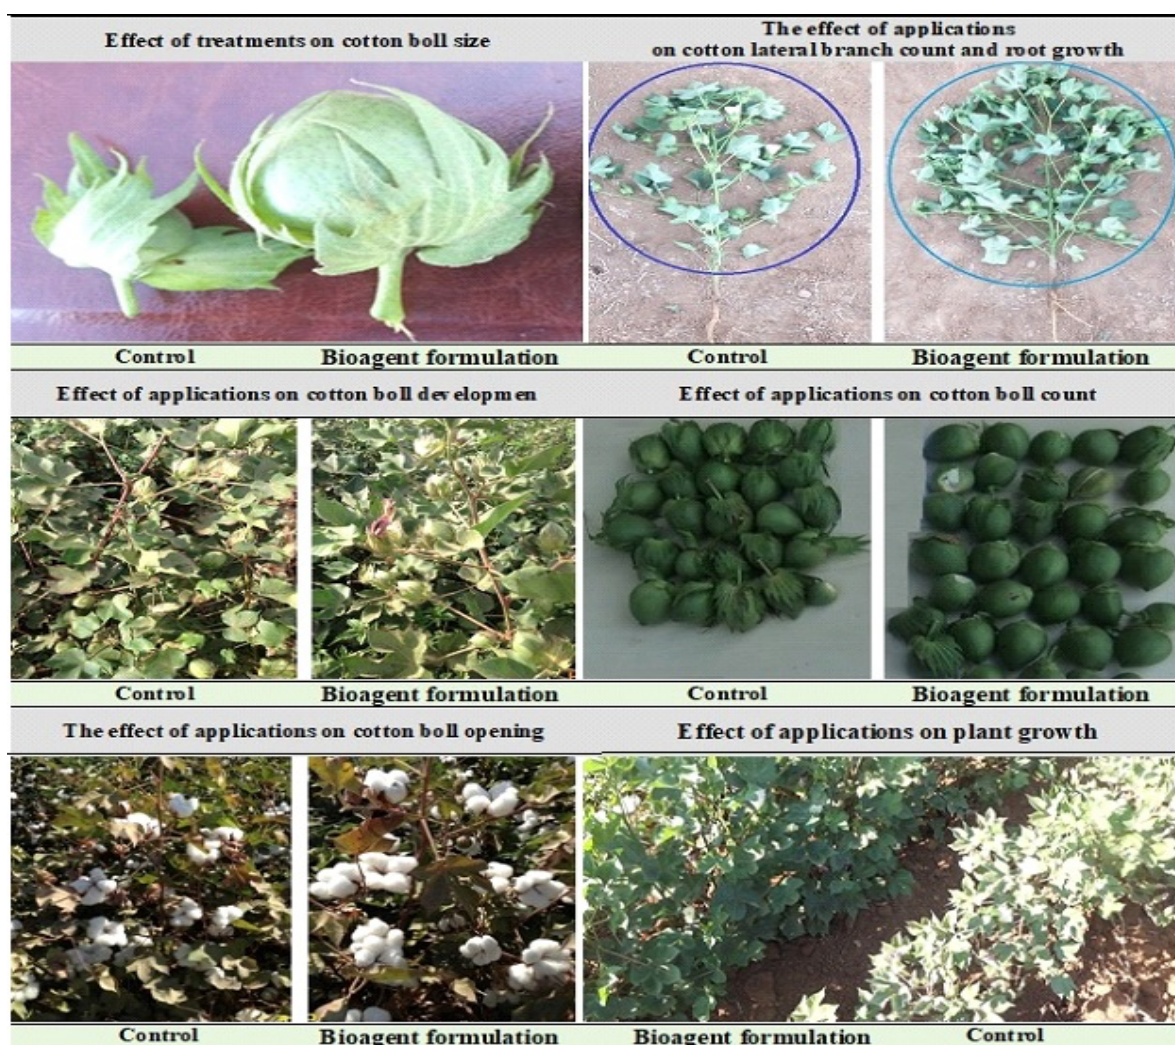 Effect of treatments on cotton boll size
The effect of applications
on cotton lateral branch count and root growth
Control
Bioagent formulation
Control
Bioagent formulation
Effect of applications on cotton boll developmen
Effect of applications on cotton boll count
Control
Bioagent formulation
Control
Bioagent formulation
The effect of applications on cotton boll opening
Effect of applications on plant growth
Control
Bioagent formulation
Bioagent formulation
Control